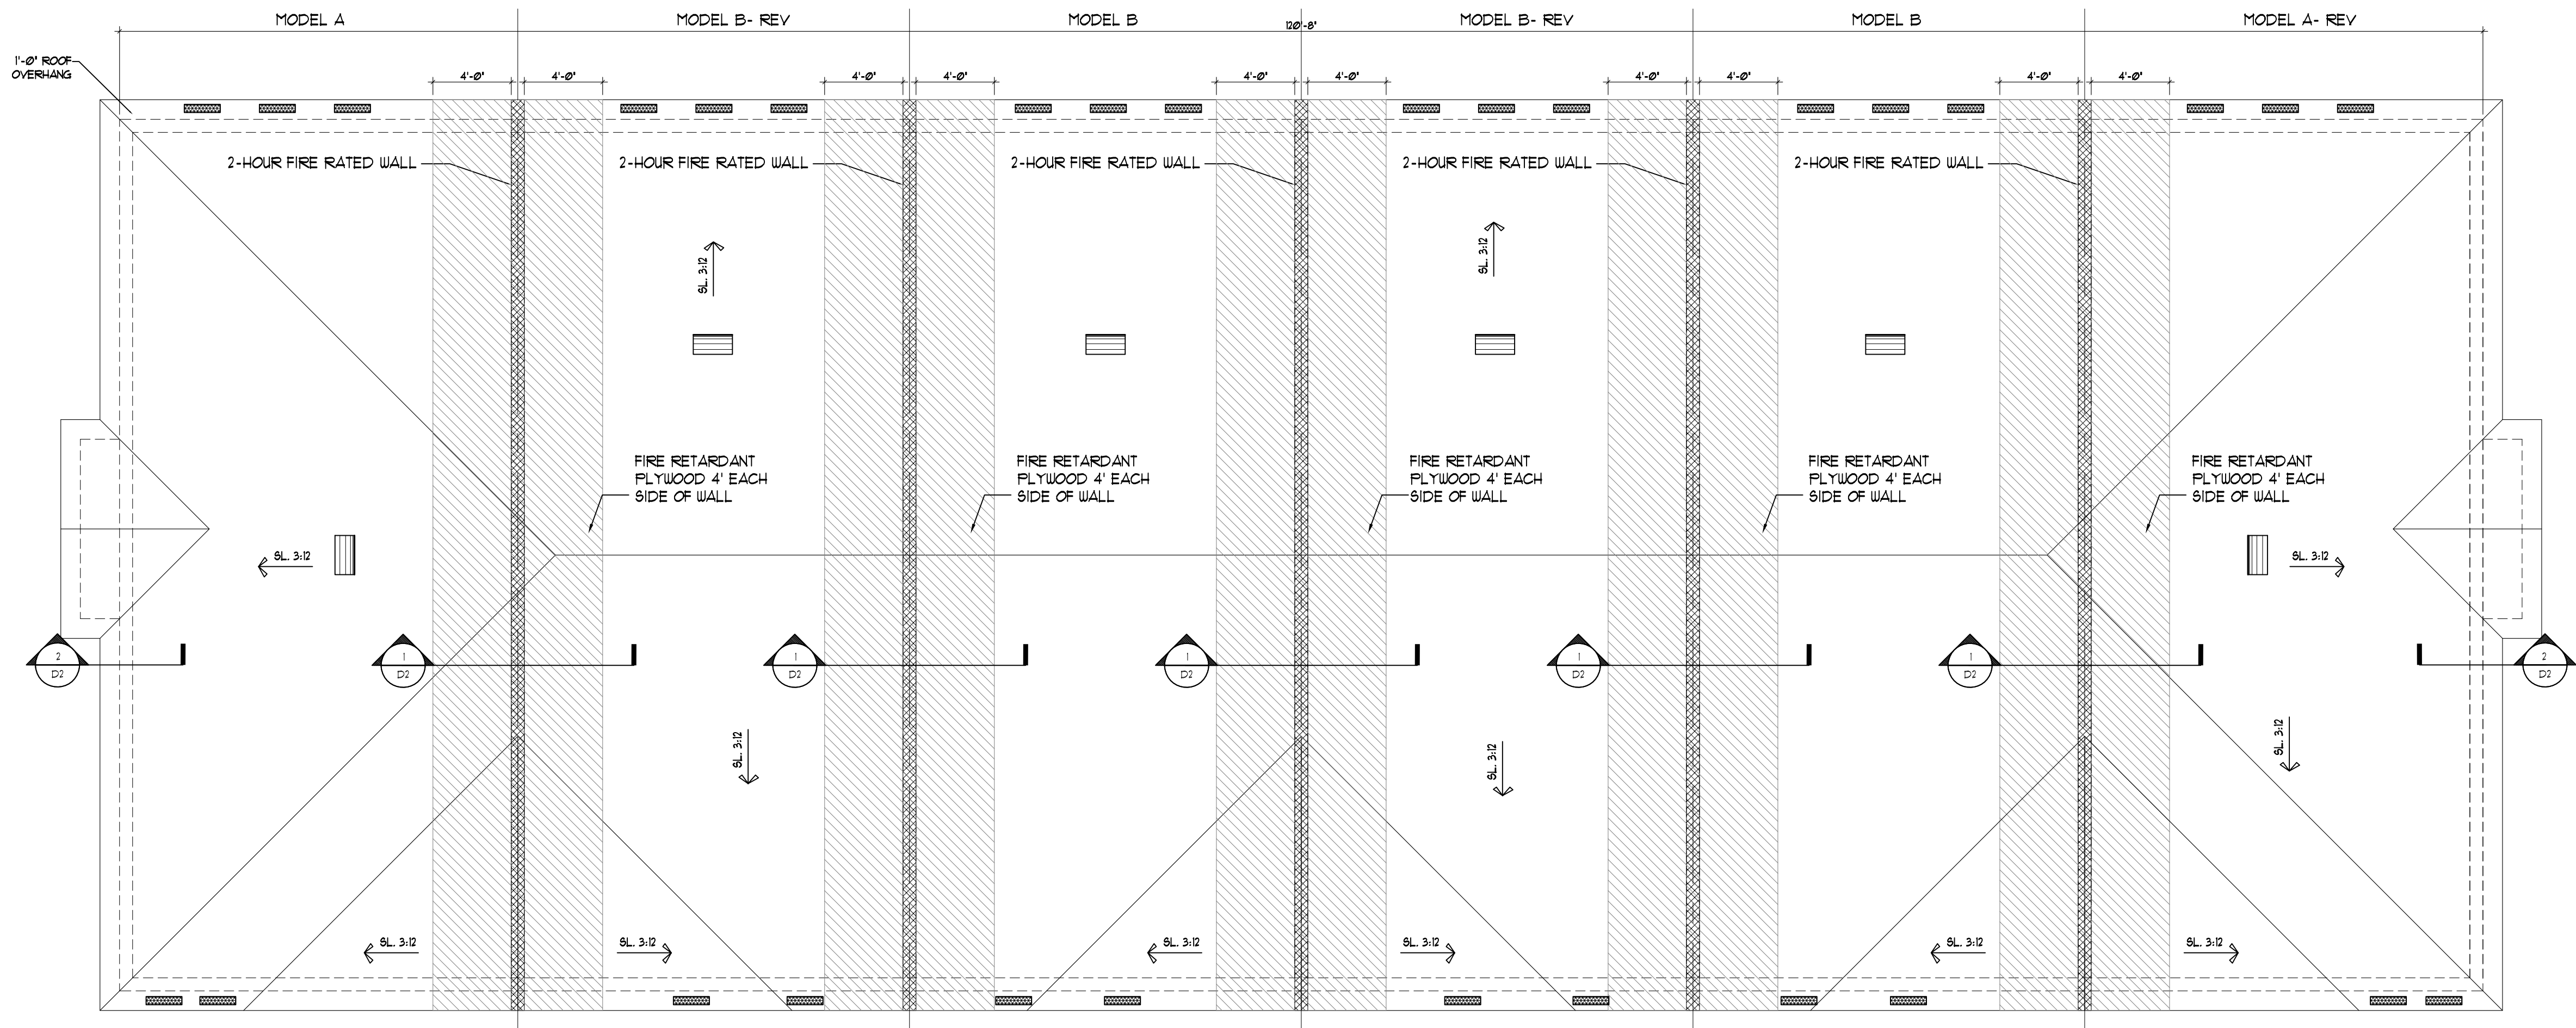 MODEL A
MODEL B- REV
MODEL B
MODEL B- REV
MODEL B
MODEL A- REV
120'-8"
1'-0" ROOF
OVERHANG
4'-0"
4'-0"
4'-0"
4'-0"
4'-0"
4'-0"
4'-0"
4'-0"
4'-0"
4'-0"
2-HOUR FIRE RATED WALL
2-HOUR FIRE RATED WALL
2-HOUR FIRE RATED WALL
2-HOUR FIRE RATED WALL
2-HOUR FIRE RATED WALL
SL. 3:12
SL. 3:12
FIRE RETARDANT
PLYWOOD 4' EACH
SIDE OF WALL
FIRE RETARDANT
PLYWOOD 4' EACH
SIDE OF WALL
FIRE RETARDANT
PLYWOOD 4' EACH
SIDE OF WALL
FIRE RETARDANT
PLYWOOD 4' EACH
SIDE OF WALL
FIRE RETARDANT
PLYWOOD 4' EACH
SIDE OF WALL
SL. 3:12
SL. 3:12
2
D2
1
D2
1
D2
1
D2
1
D2
1
D2
2
D2
SL. 3:12
SL. 3:12
SL. 3:12
SL. 3:12
SL. 3:12
SL. 3:12
SL. 3:12
SL. 3:12
SL. 3:12